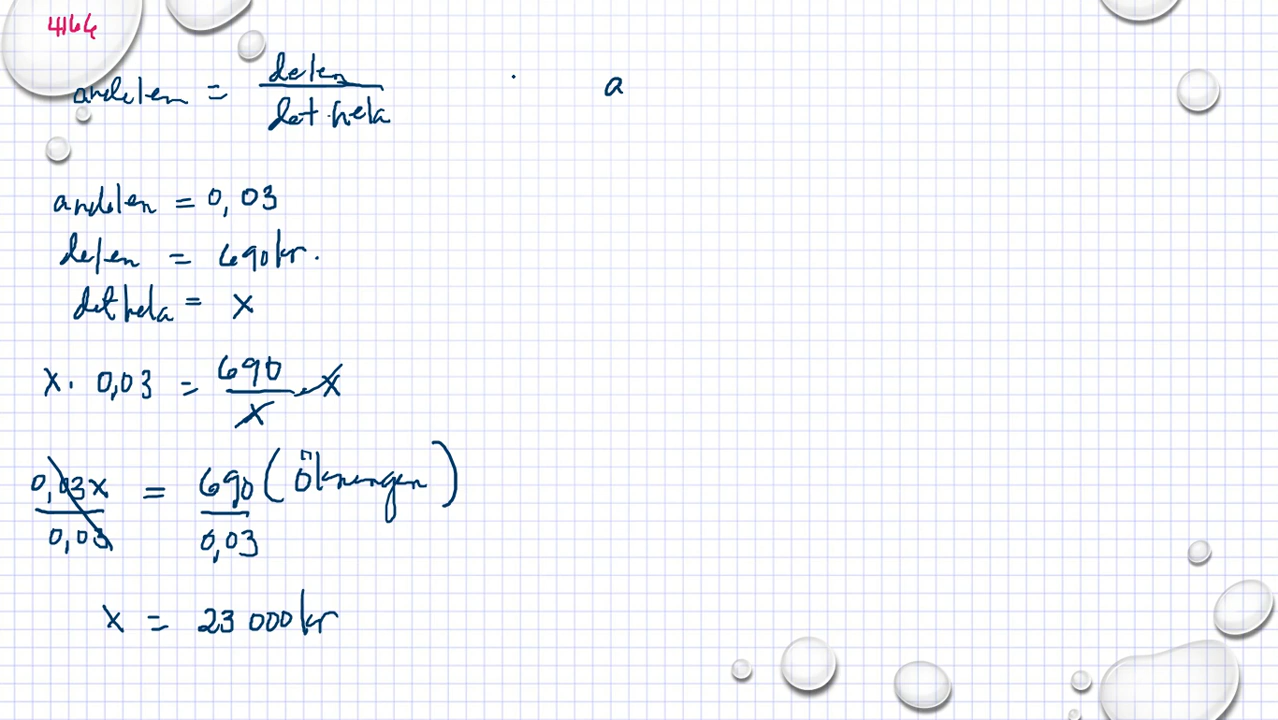 4164
andelen = delen / det hela
a
andelen = 0,03
delen = 690 kr.
det hela = x
x · 0,03 = 690 / x · x
0,03x / 0,03 = 690 / 0,03 (Ökningen)
x = 23 000 kr